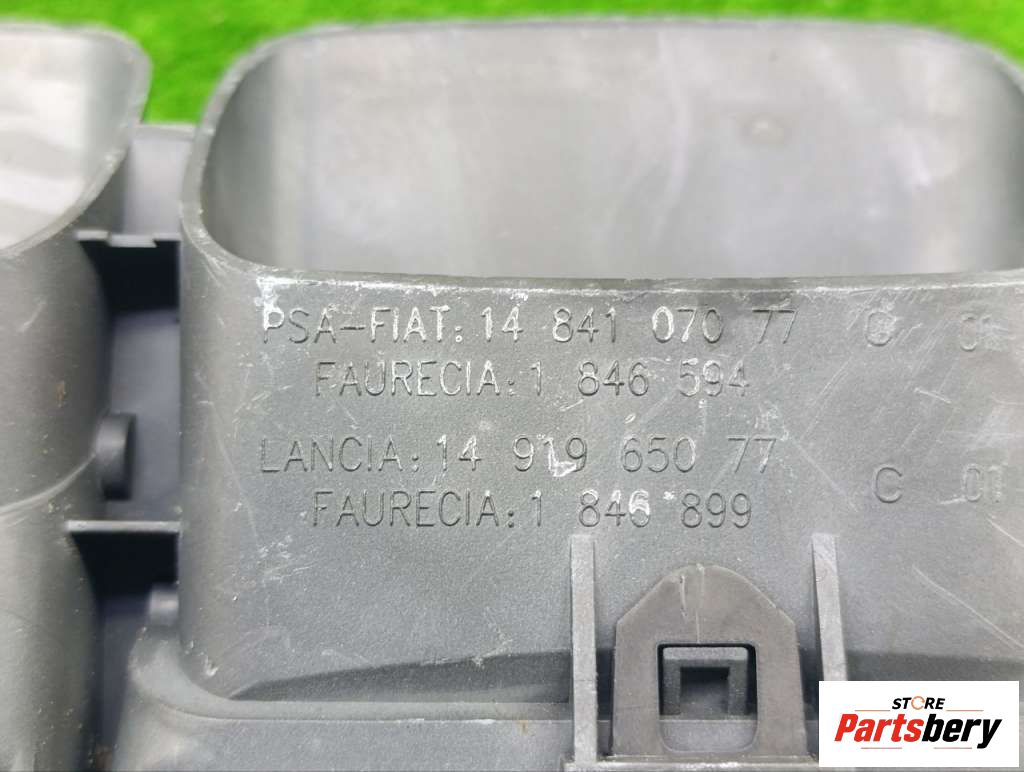 PSA-FIAT: 14 841 070 77 C 01
FAURECIA: 1 846 594
LANCIA: 14 919 650 77 C 01
FAURECIA: 1 846 899
STORE
Partsbery